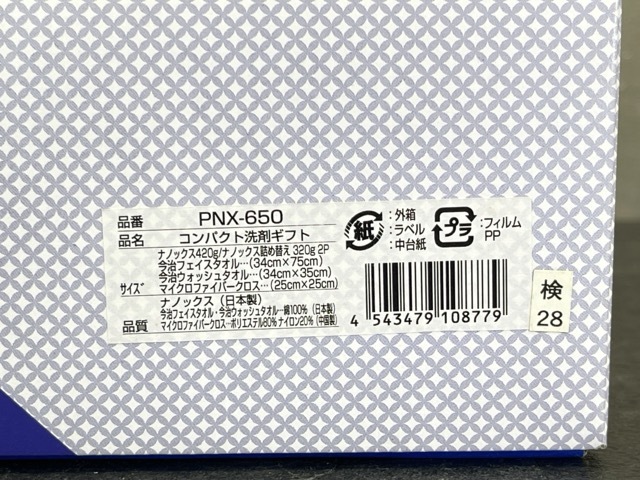 品番 PNX-650
品名 コンパクト洗剤ギフト
サイズ ナノックス420g/ナノックス詰め替え 320g 2P
今治フェイスタオル…(34cm×75cm)
今治ウォッシュタオル…(34cm×35cm)
マイクロファイバークロス…(25cm×25cm)
品質 ナノックス (日本製)
今治フェイスタオル・今治ウォッシュタオル…綿100% (日本製)
マイクロファイバークロス…ポリエステル80% ナイロン20% (中国製)
紙
:外箱
ラベル
中台紙
プラ
:フィルム
PP
4 543479 108779
検
28